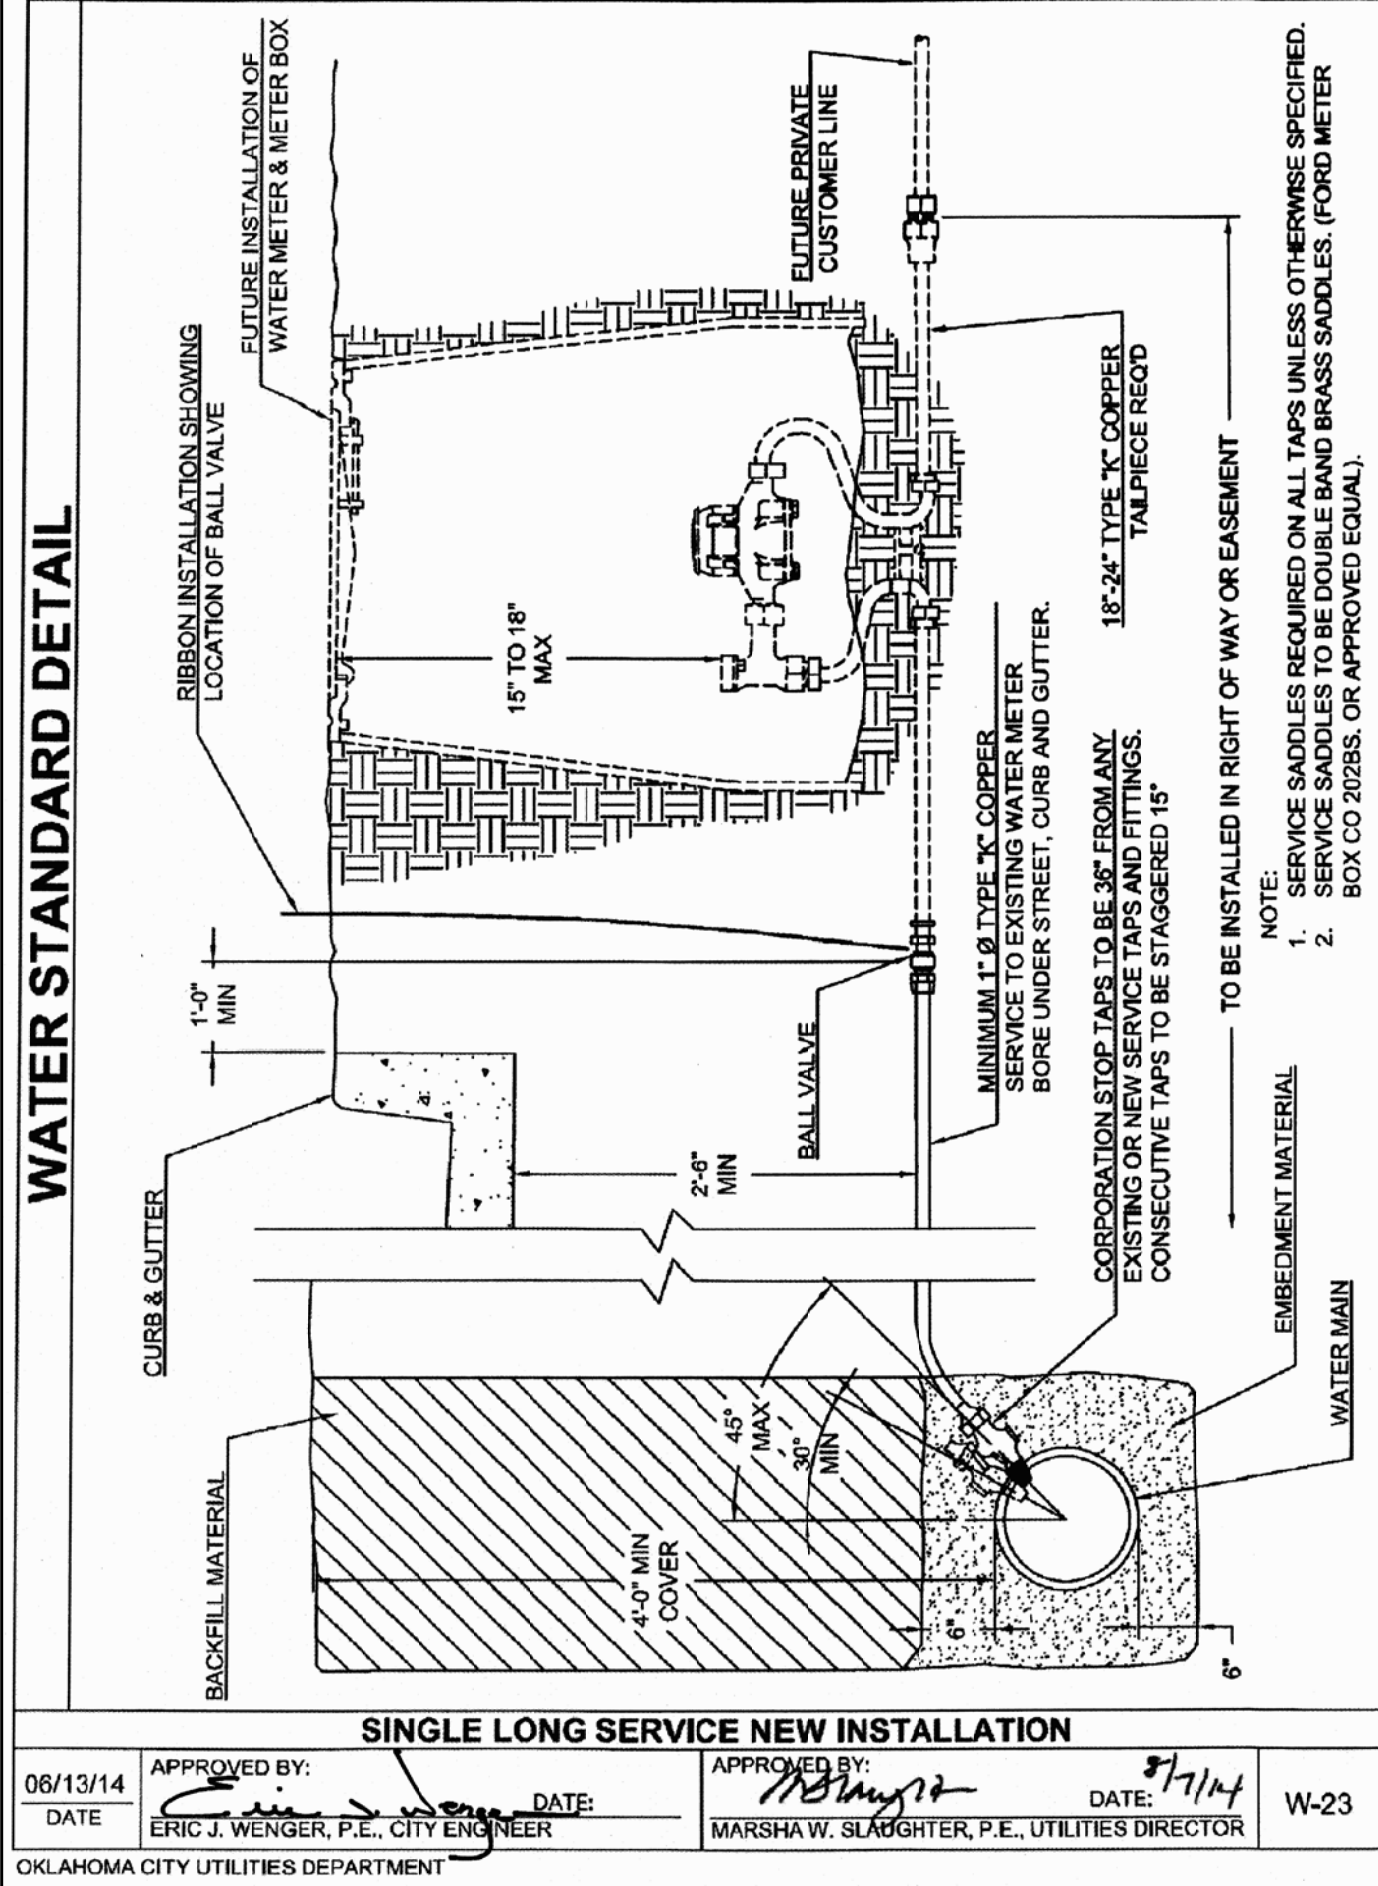 WATER STANDARD DETAIL
CURB & GUTTER
1'-0"
MIN
RIBBON INSTALLATION SHOWING
LOCATION OF BALL VALVE
FUTURE INSTALLATION OF
WATER METER & METER BOX
BACKFILL MATERIAL
15" TO 18"
MAX
4'-0" MIN
COVER
45°
MAX
30°
MIN
2'-6"
MIN
BALL VALVE
FUTURE PRIVATE
CUSTOMER LINE
MINIMUM 1" Ø TYPE "K" COPPER
SERVICE TO EXISTING WATER METER
BORE UNDER STREET, CURB AND GUTTER.
18"-24" TYPE "K" COPPER
TAILPIECE REQ'D
CORPORATION STOP TAPS TO BE 36" FROM ANY
EXISTING OR NEW SERVICE TAPS AND FITTINGS.
CONSECUTIVE TAPS TO BE STAGGERED 15°
6"
6"
TO BE INSTALLED IN RIGHT OF WAY OR EASEMENT
EMBEDMENT MATERIAL
WATER MAIN
NOTE:
1. SERVICE SADDLES REQUIRED ON ALL TAPS UNLESS OTHERWISE SPECIFIED.
2. SERVICE SADDLES TO BE DOUBLE BAND BRASS SADDLES. (FORD METER
BOX CO 202BS. OR APPROVED EQUAL).
SINGLE LONG SERVICE NEW INSTALLATION
06/13/14
DATE
APPROVED BY:
Eric J. Wenger DATE:
ERIC J. WENGER, P.E., CITY ENGINEER
APPROVED BY:
MSlaughter DATE: 8/7/14
MARSHA W. SLAUGHTER, P.E., UTILITIES DIRECTOR
W-23
OKLAHOMA CITY UTILITIES DEPARTMENT